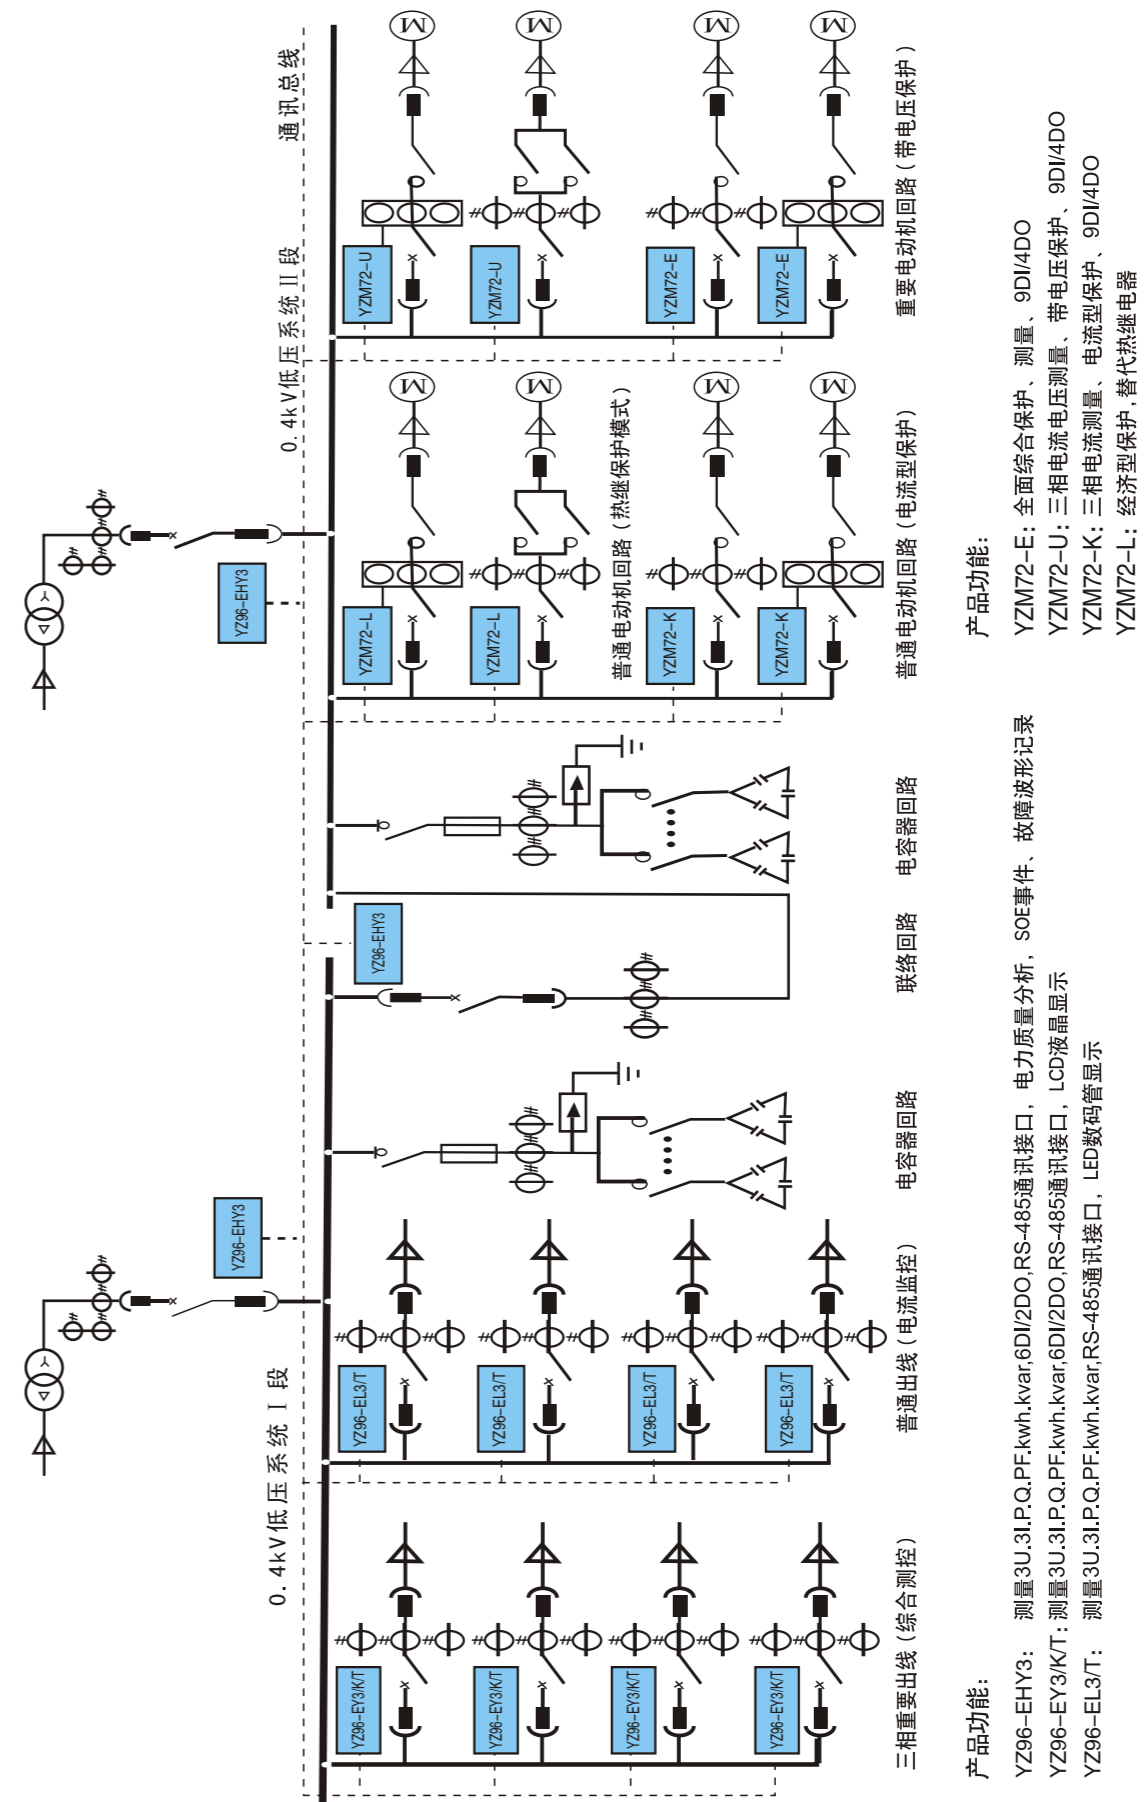 0.4kV低压系统 I 段
0.4kV低压系统 II 段
通讯总线
YZ96-EHY3
YZ96-EHY3
YZ96-EHY3
YZ96-EY3/K/T
YZ96-EY3/K/T
YZ96-EY3/K/T
YZ96-EY3/K/T
YZ96-EL3/T
YZ96-EL3/T
YZ96-EL3/T
YZ96-EL3/T
YZM72-L
YZM72-L
YZM72-K
YZM72-K
YZM72-U
YZM72-U
YZM72-E
YZM72-E
M
M
M
M
M
M
M
M
三相重要出线(综合测控)
普通出线(电流监控)
电容器回路
联络回路
电容器回路
普通电动机回路(热继保护模式)
普通电动机回路(电流型保护)
重要电动机回路(带电压保护)
产品功能:
YZ96-EHY3: 测量3U.3I.P.Q.PF.kwh.kvar,6DI/2DO,RS-485通讯接口, 电力质量分析, SOE事件、故障波形记录
YZ96-EY3/K/T: 测量3U.3I.P.Q.PF.kwh.kvar,6DI/2DO,RS-485通讯接口, LCD液晶显示
YZ96-EL3/T: 测量3U.3I.P.Q.PF.kwh.kvar,RS-485通讯接口, LED数码管显示
产品功能:
YZM72-E: 全面综合保护、测量、9DI/4DO
YZM72-U: 三相电流电压测量、带电压保护、9DI/4DO
YZM72-K: 三相电流测量、电流型保护、9DI/4DO
YZM72-L: 经济型保护,替代热继电器